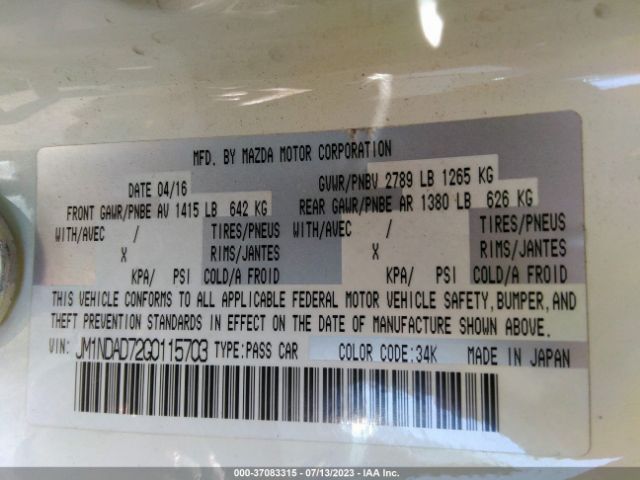 MFD. BY MAZDA MOTOR CORPORATION
DATE 04/16 GVWR/PNBV 2789 LB 1265 KG
FRONT GAWR/PNBE AV 1415 LB 642 KG REAR GAWR/PNBE AR 1380 LB 626 KG
WITH/AVEC / TIRES/PNEUS WITH/AVEC / TIRES/PNEUS
X RIMS/JANTES X RIMS/JANTES
KPA/ PSI COLD/A FROID KPA/ PSI COLD/A FROID
THIS VEHICLE CONFORMS TO ALL APPLICABLE FEDERAL MOTOR VEHICLE SAFETY, BUMPER, AND
THEFT PREVENTION STANDARDS IN EFFECT ON THE DATE OF MANUFACTURE SHOWN ABOVE.
VIN: JM1NDAD72G0115703 TYPE:PASS CAR COLOR CODE:34K MADE IN JAPAN
000-37083315 - 07/13/2023 - IAA Inc.